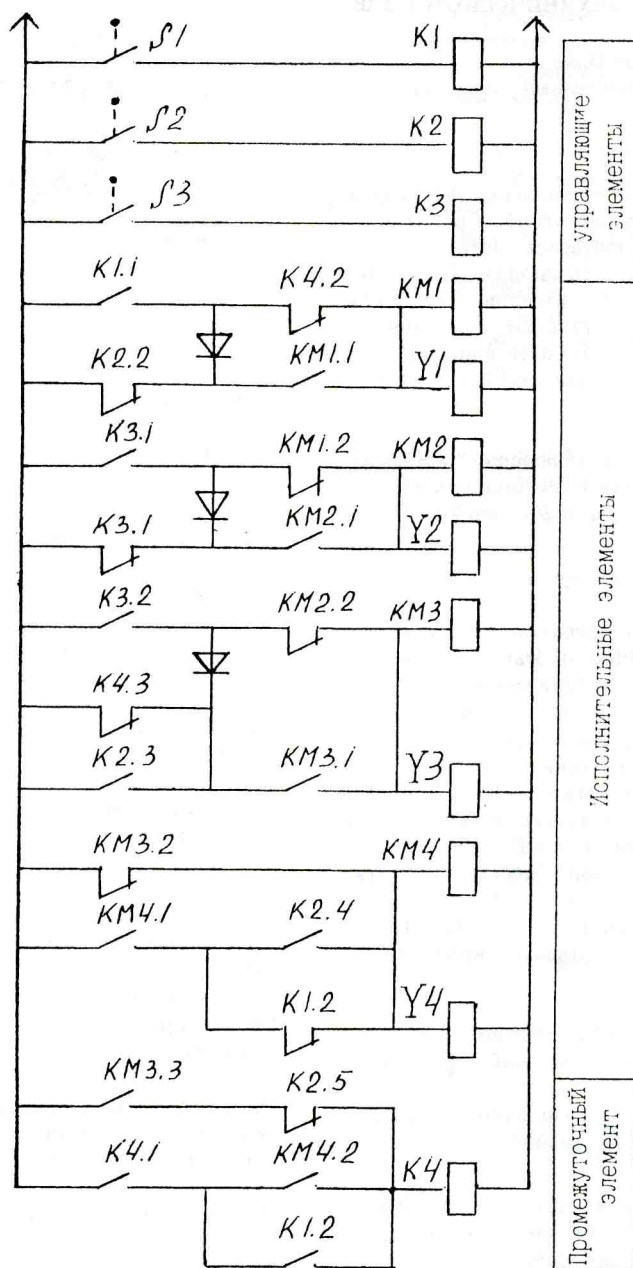 S1 K1
S2 K2
S3 K3
K1.1 K4.2 KM1
K2.2 KM1.1 Y1
K3.1 KM1.2 KM2
K3.1 KM2.1 Y2
K3.2 KM2.2 KM3
K4.3
K2.3 KM3.1 Y3
KM3.2 KM4
KM4.1 K2.4
K1.2 Y4
KM3.3 K2.5
K4.1 KM4.2 K4
K1.2
управляющие
элементы
Исполнительные элементы
Промежуточный
элемент